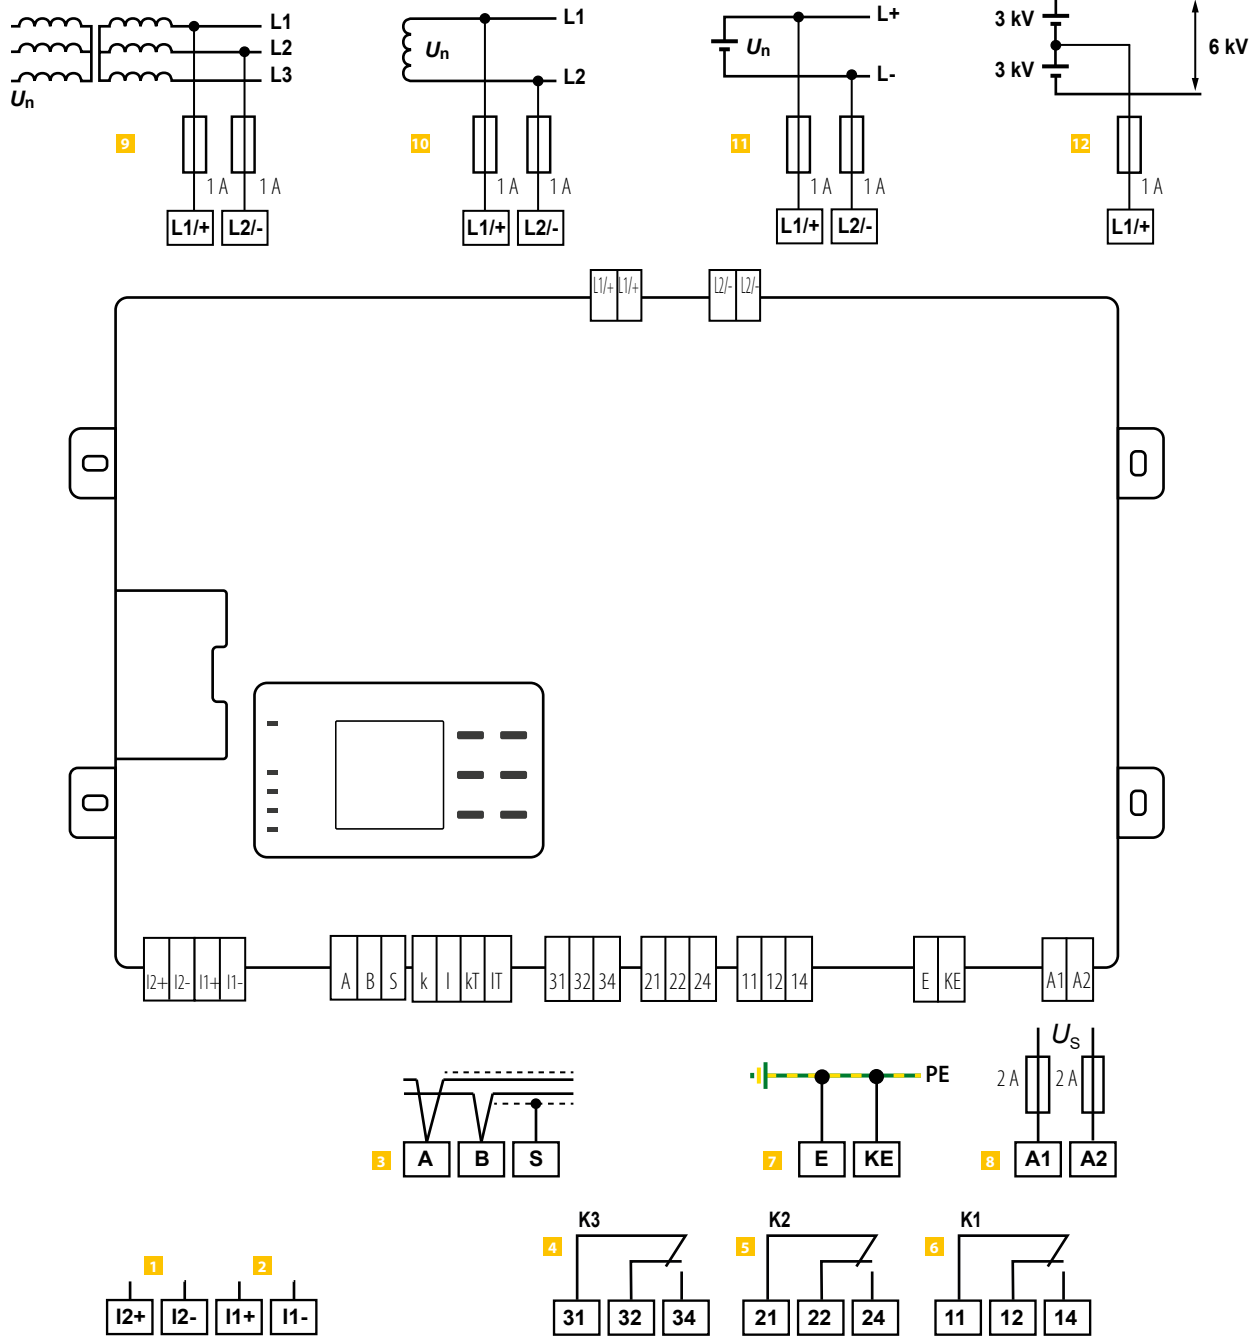 L1
L2
L3
Un
9
1 A
1 A
L1/+
L2/-
L1
Un
L2
10
1 A
1 A
L1/+
L2/-
L+
Un
L-
11
1 A
1 A
L1/+
L2/-
3 kV
3 kV
6 kV
12
1 A
L1/+
L1/+ L1/+
L2/- L2/-
I2+ I2- I1+ I1-
A B S
k l kT lT
31 32 34
21 22 24
11 12 14
E KE
A1 A2
3
A B S
PE
7
E KE
US
2 A
2 A
8
A1 A2
1
2
I2+ I2- I1+ I1-
K3
4
31 32 34
K2
5
21 22 24
K1
6
11 12 14